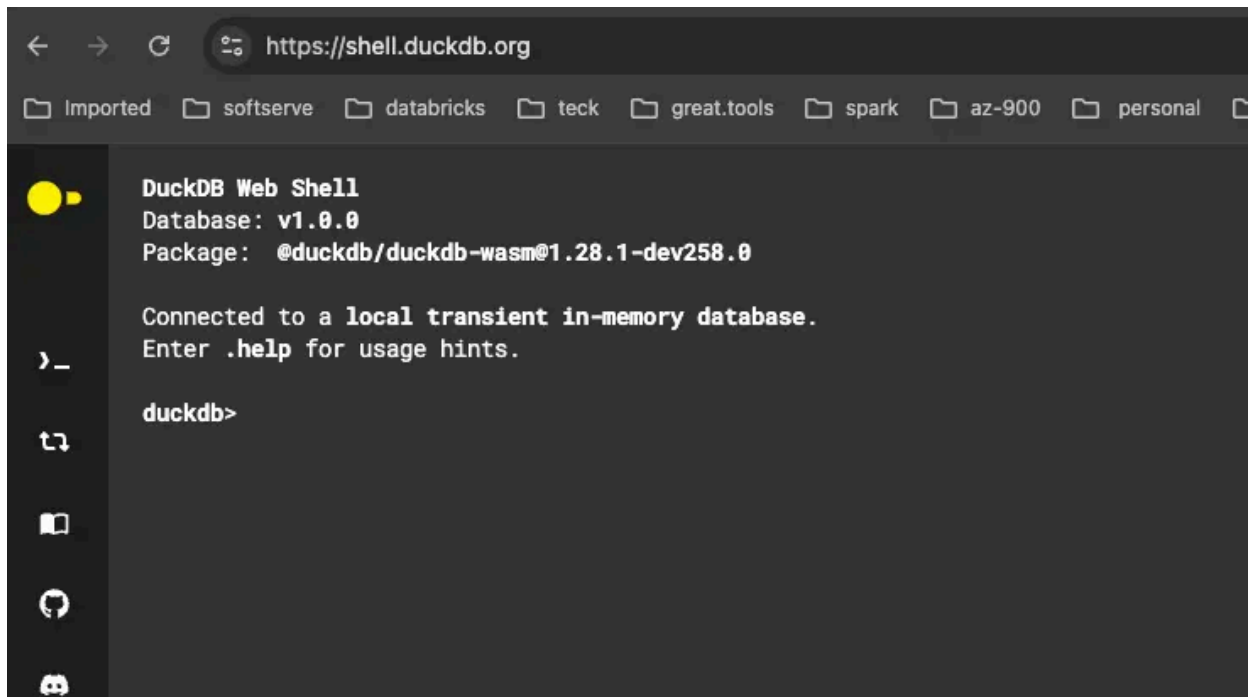 https://shell.duckdb.org
Imported softserve databricks teck great.tools spark az-900 personal
DuckDB Web Shell
Database: v1.0.0
Package: @duckdb/duckdb-wasm@1.28.1-dev258.0
Connected to a local transient in-memory database.
Enter .help for usage hints.
duckdb>